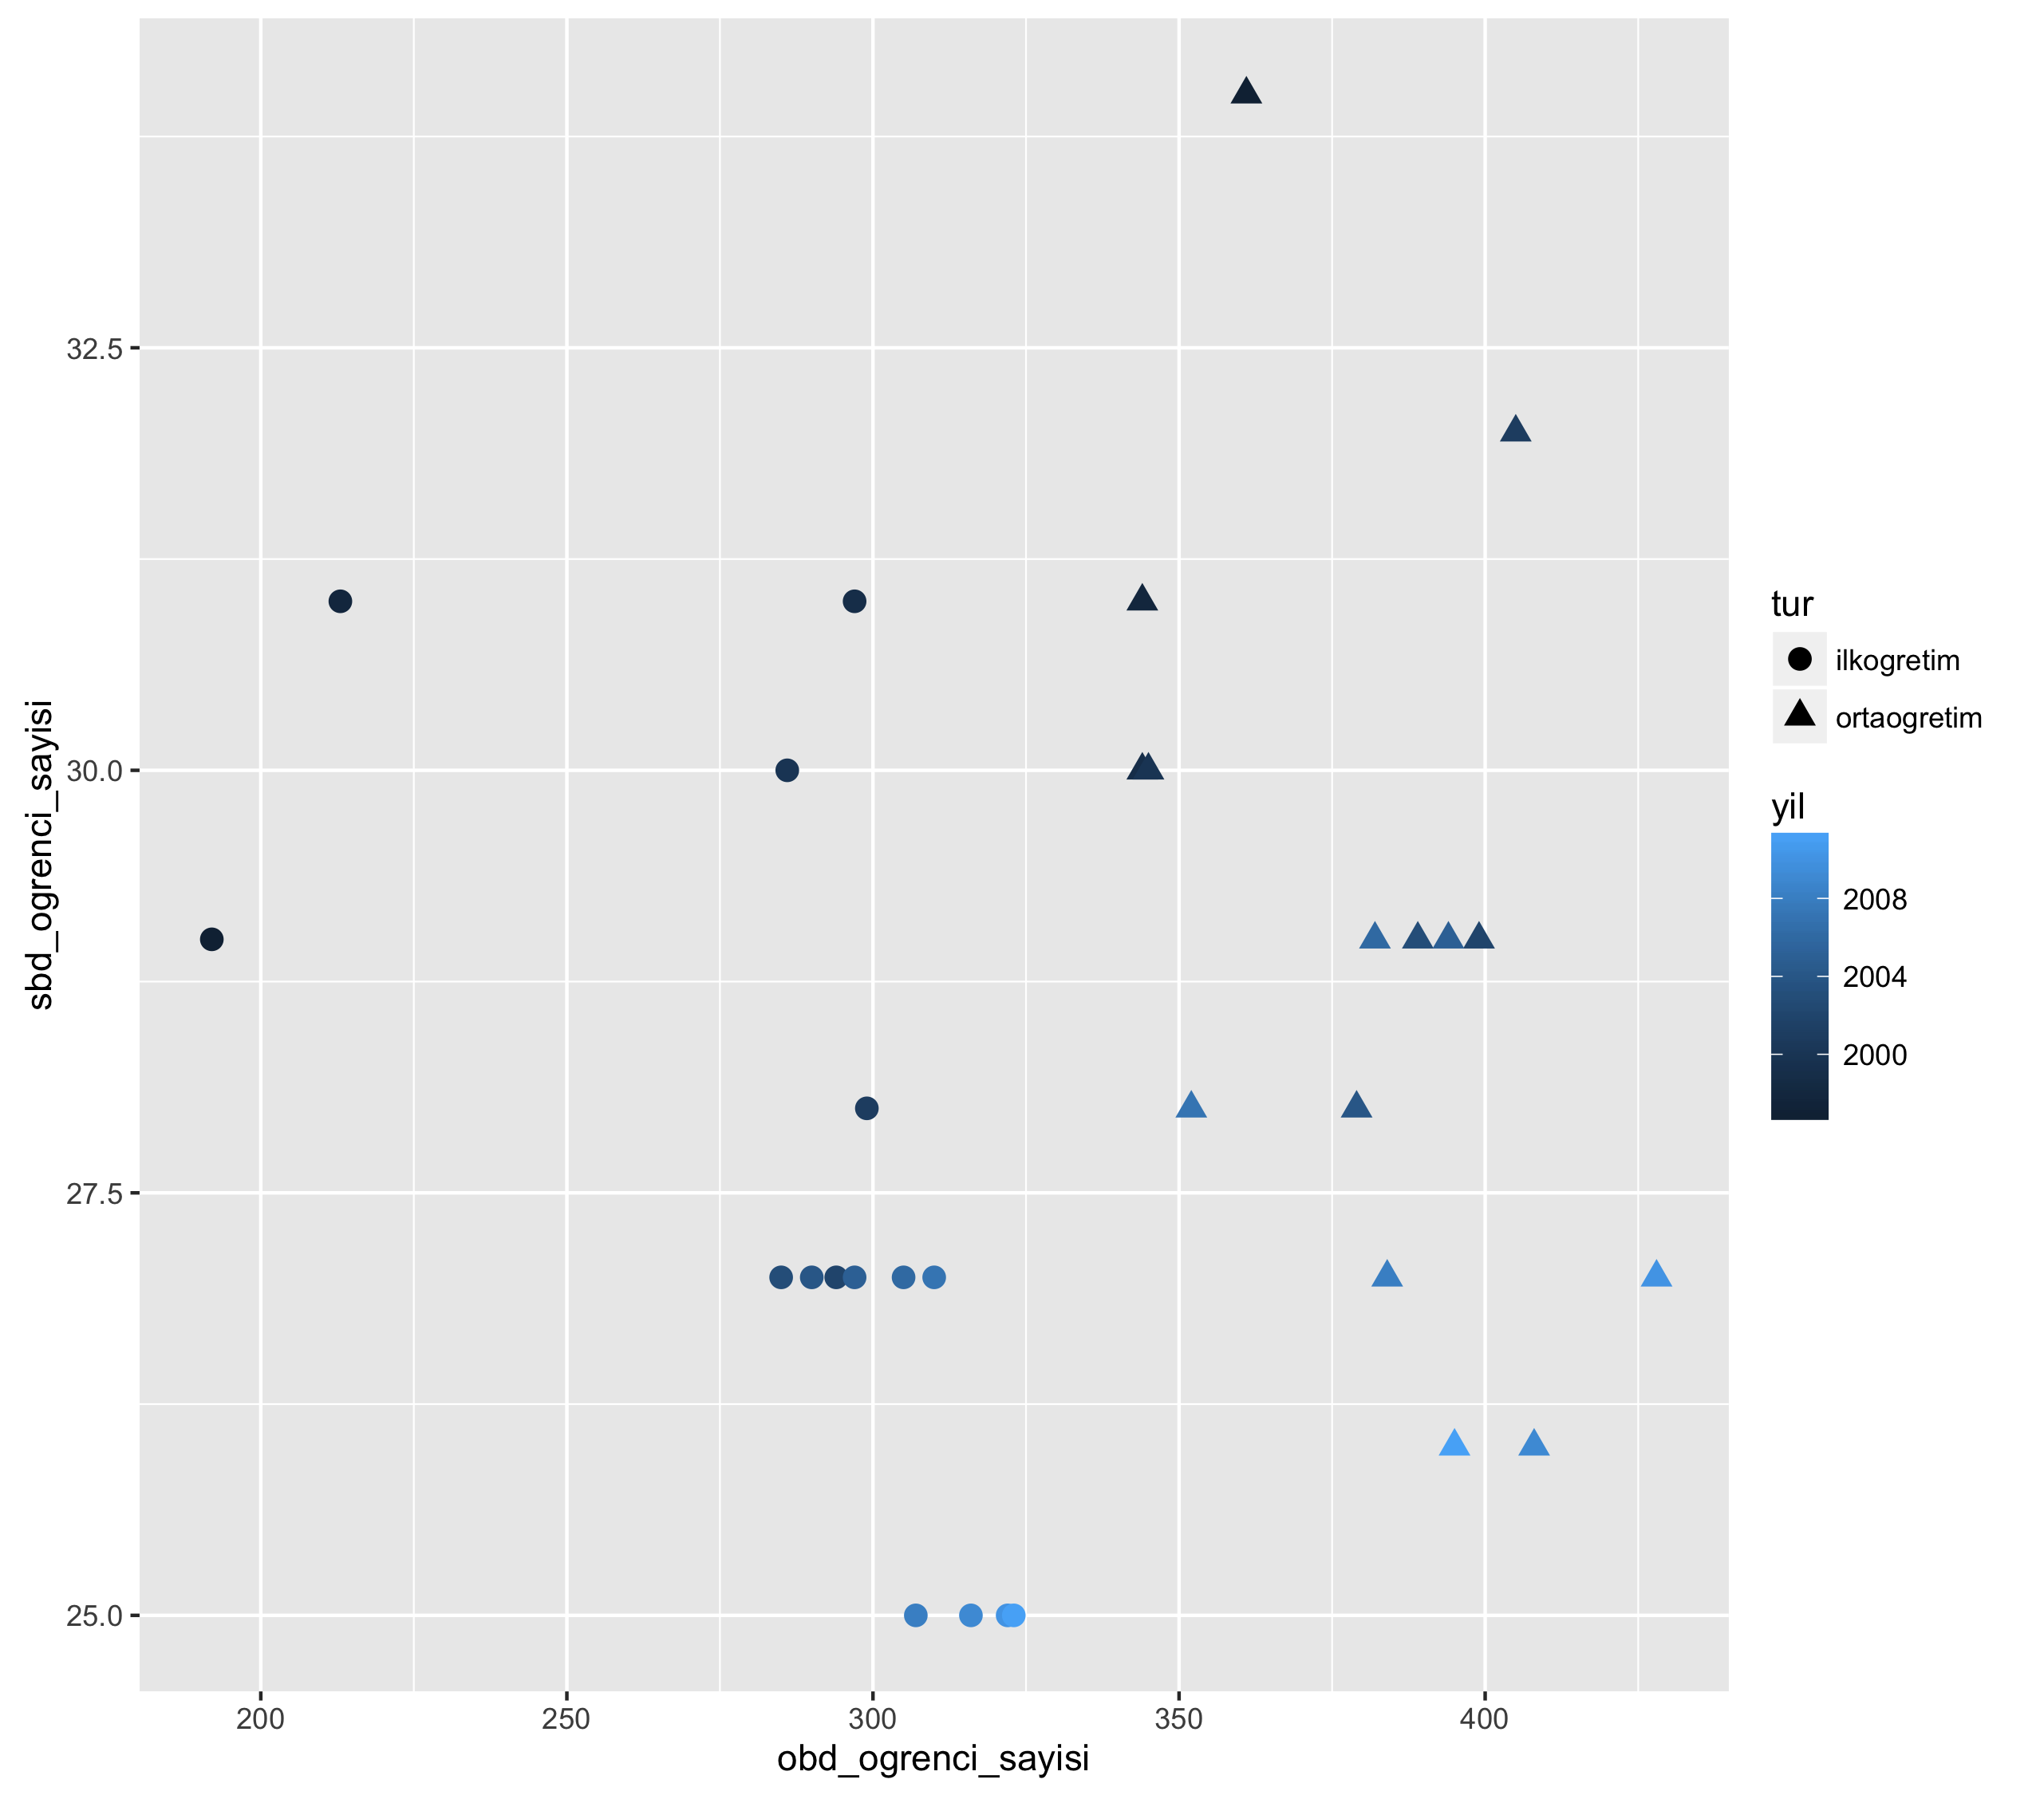 sbd_ogrenci_sayisi
32.5
30.0
27.5
25.0
200 250 300 350 400
obd_ogrenci_sayisi
tur
ilkogretim
ortaogretim
yil
2008
2004
2000